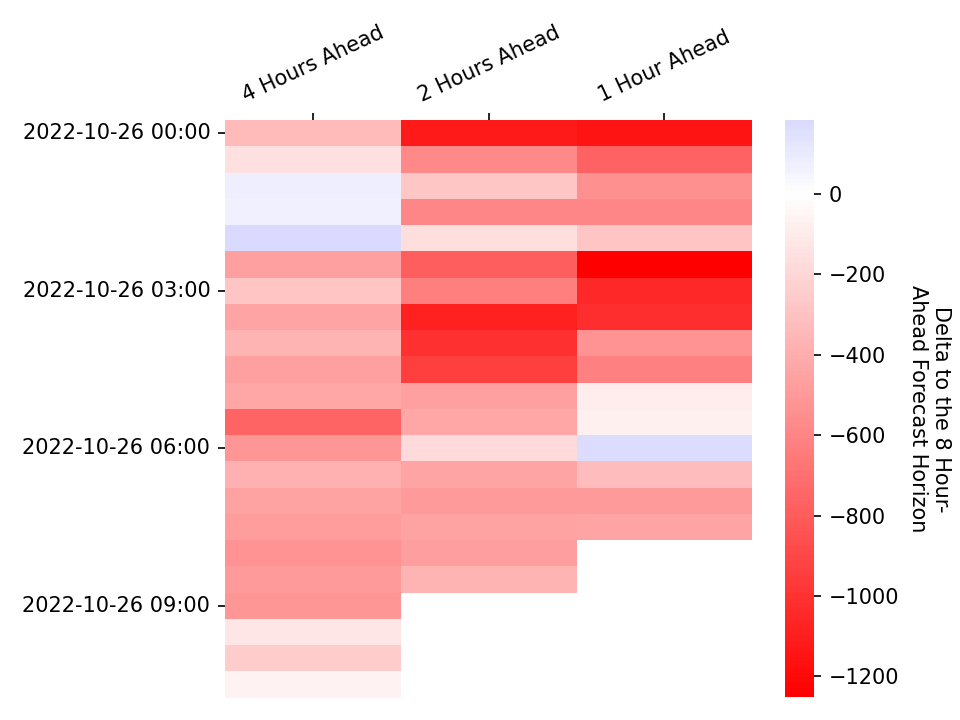 4 Hours Ahead
2 Hours Ahead
1 Hour Ahead
2022-10-26 00:00
2022-10-26 03:00
2022-10-26 06:00
2022-10-26 09:00
0
−200
−400
−600
−800
−1000
−1200
Delta to the 8 Hour-
Ahead Forecast Horizon